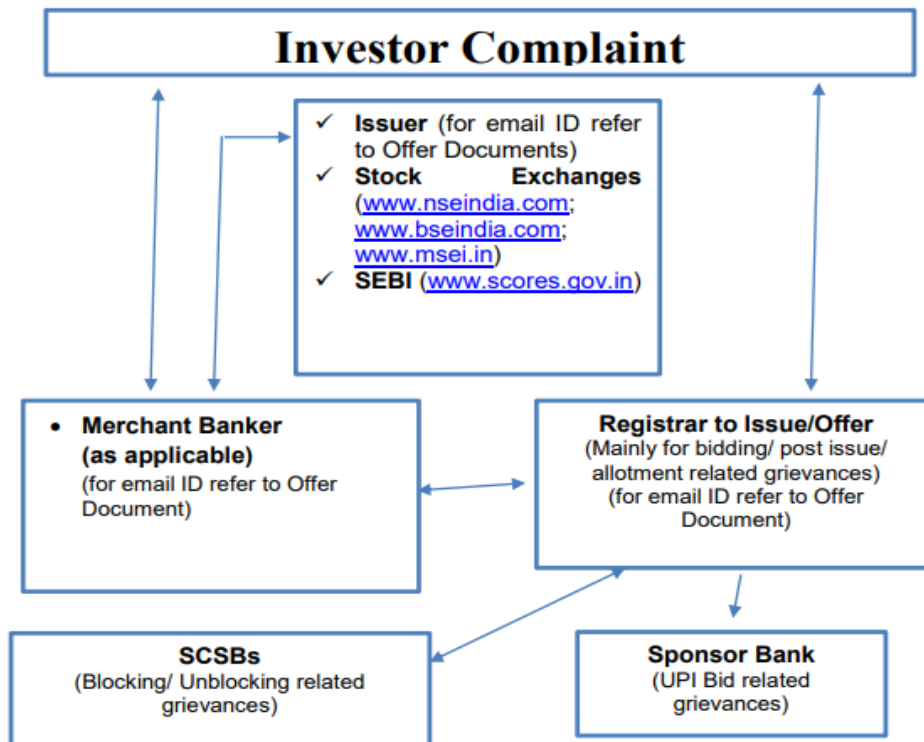 Investor Complaint
✓ Issuer (for email ID refer
to Offer Documents)
✓ Stock Exchanges
(www.nseindia.com;
www.bseindia.com;
www.msei.in)
✓ SEBI (www.scores.gov.in)
• Merchant Banker
(as applicable)
(for email ID refer to Offer
Document)
Registrar to Issue/Offer
(Mainly for bidding/ post issue/
allotment related grievances)
(for email ID refer to Offer
Document)
SCSBs
(Blocking/ Unblocking related
grievances)
Sponsor Bank
(UPI Bid related
grievances)